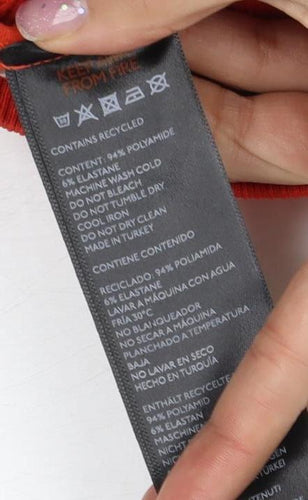 FROM FIRE
CONTAINS RECYCLED
CONTENT: 94% POLYAMIDE
6% ELASTANE
MACHINE WASH COLD
DO NOT BLEACH
DO NOT TUMBLE DRY
COOL IRON
DO NOT DRY CLEAN
MADE IN TURKEY
CONTIENE CONTENIDO
RECICLADO: 94% POLIAMIDA
6% ELASTANE
LAVAR A MÁQUINA CON AGUA
FRÍA 30°C
NO BLANQUEADOR
NO SECAR A MÁQUINA
PLANCHADO A TEMPERATURA
BAJA
NO LAVAR EN SECO
HECHO EN TURQUÍA
ENTHÄLT RECYCELTE
94% POLYAMID
6% ELASTAN
MASCHINEN
NICHT